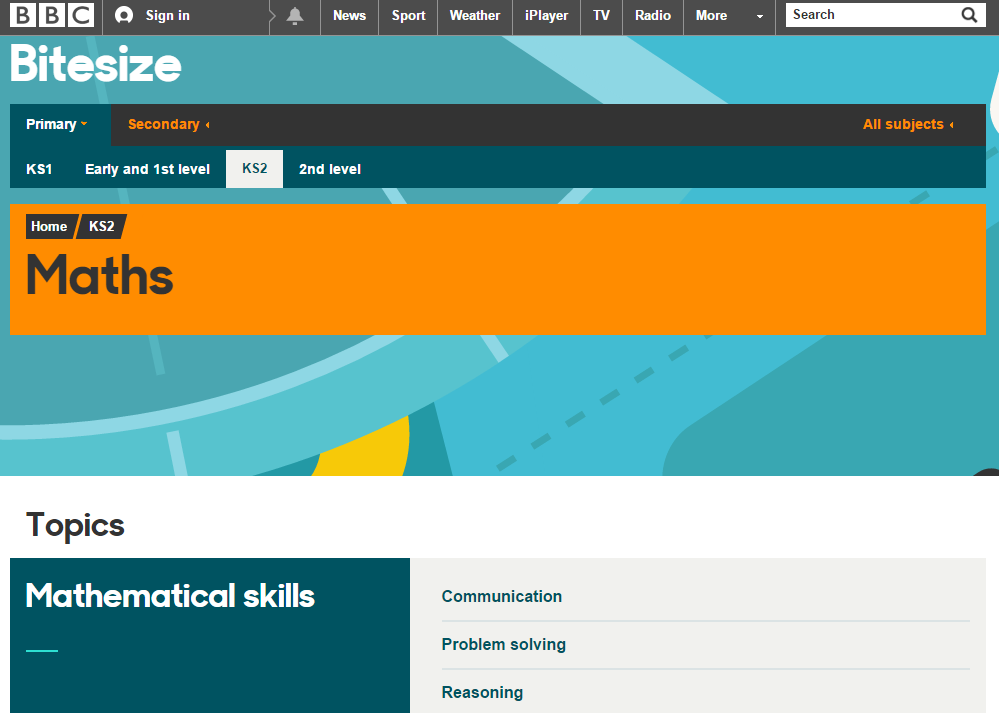 BBC Sign in News Sport Weather iPlayer TV Radio More Search
Bitesize
Primary Secondary All subjects
KS1 Early and 1st level KS2 2nd level
Home KS2
Maths
Topics
Mathematical skills
Communication
Problem solving
Reasoning